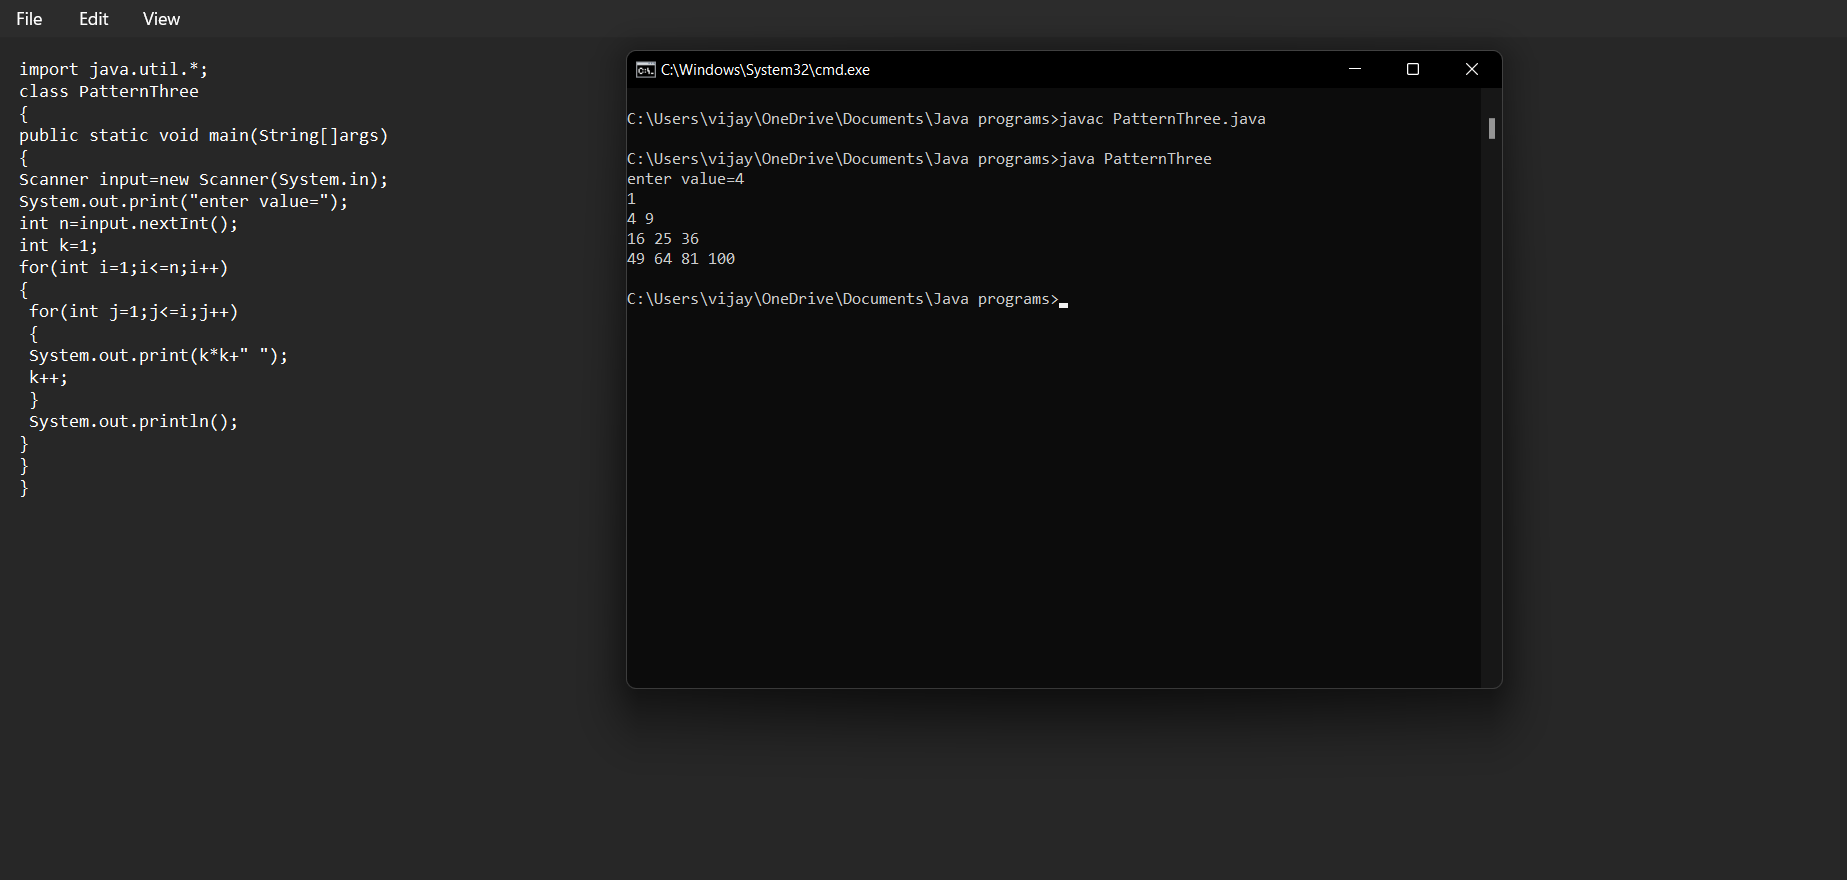 File Edit View
import java.util.*;
class PatternThree
{
public static void main(String[]args)
{
Scanner input=new Scanner(System.in);
System.out.print("enter value=");
int n=input.nextInt();
int k=1;
for(int i=1;i<=n;i++)
{
 for(int j=1;j<=i;j++)
 {
 System.out.print(k*k+" ");
 k++;
 }
 System.out.println();
}
}
}
C:\Windows\System32\cmd.exe
C:\Users\vijay\OneDrive\Documents\Java programs>javac PatternThree.java
C:\Users\vijay\OneDrive\Documents\Java programs>java PatternThree
enter value=4
1
4 9
16 25 36
49 64 81 100
C:\Users\vijay\OneDrive\Documents\Java programs>